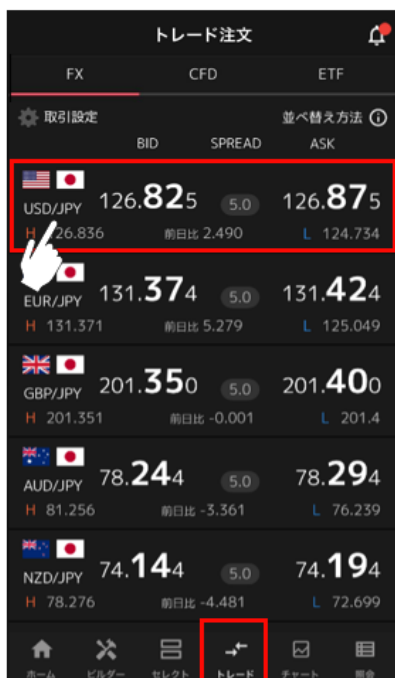 トレード注文
FX CFD ETF
取引設定 並べ替え方法
BID SPREAD ASK
USD/JPY 126.825 5.0 126.875
H 126.836 前日比 2.490 L 124.734
EUR/JPY 131.374 5.0 131.424
H 131.371 前日比 5.279 L 125.049
GBP/JPY 201.350 5.0 201.400
H 201.351 前日比 -0.001 L 201.4
AUD/JPY 78.244 5.0 78.294
H 81.256 前日比 -3.361 L 76.239
NZD/JPY 74.144 5.0 74.194
H 78.276 前日比 -4.481 L 72.699
ホーム ビルダー セレクト トレード チャート 照会